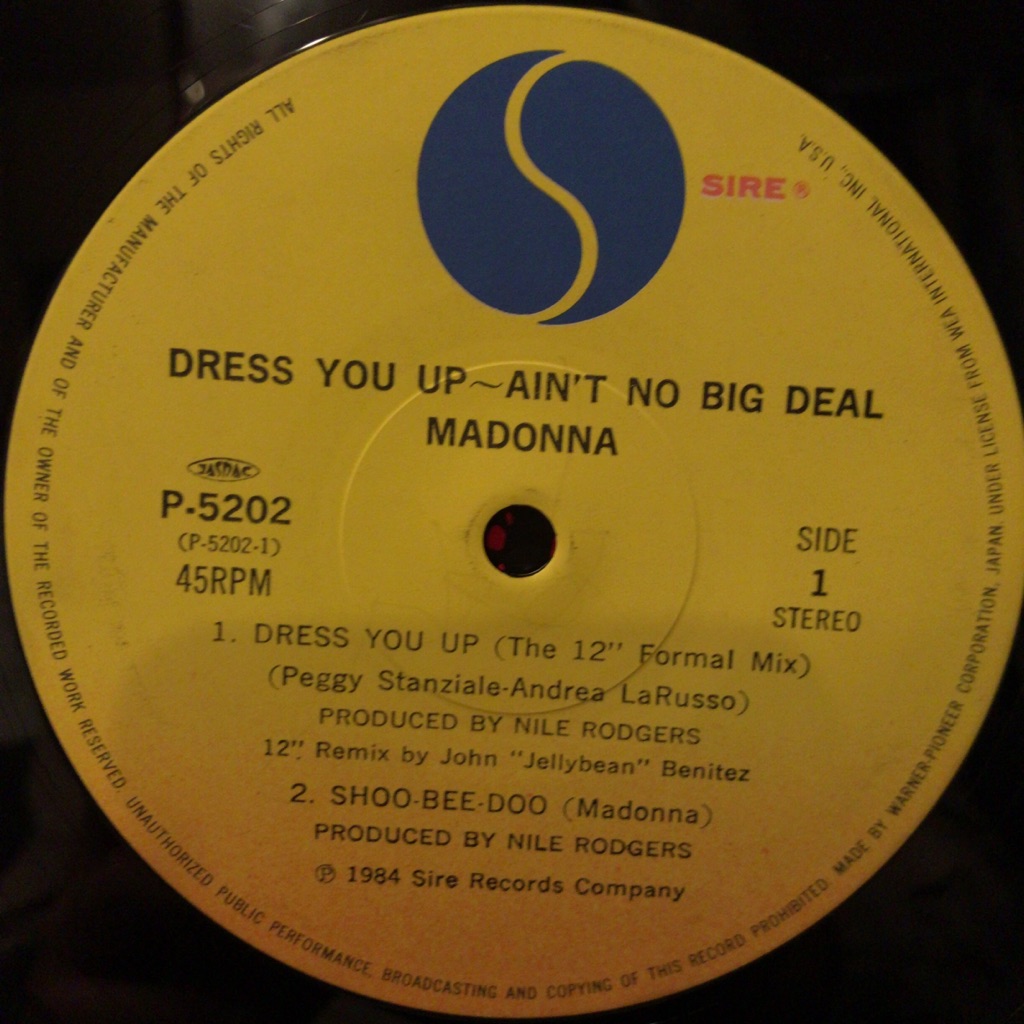 SIRE ®
DRESS YOU UP~AIN'T NO BIG DEAL
MADONNA
JASRAC
P-5202
(P-5202-1)
45RPM
SIDE
1
STEREO
1. DRESS YOU UP (The 12" Formal Mix)
(Peggy Stanziale-Andrea LaRusso)
PRODUCED BY NILE RODGERS
12" Remix by John "Jellybean" Benitez
2. SHOO-BEE-DOO (Madonna)
PRODUCED BY NILE RODGERS
℗ 1984 Sire Records Company
ALL RIGHTS OF THE MANUFACTURER AND OF THE OWNER OF THE RECORDED WORK RESERVED. UNAUTHORIZED PUBLIC PERFORMANCE, BROADCASTING AND COPYING OF THIS RECORD PROHIBITED. MADE BY WARNER-PIONEER CORPORATION, JAPAN UNDER LICENSE FROM WEA INTERNATIONAL INC., U.S.A.